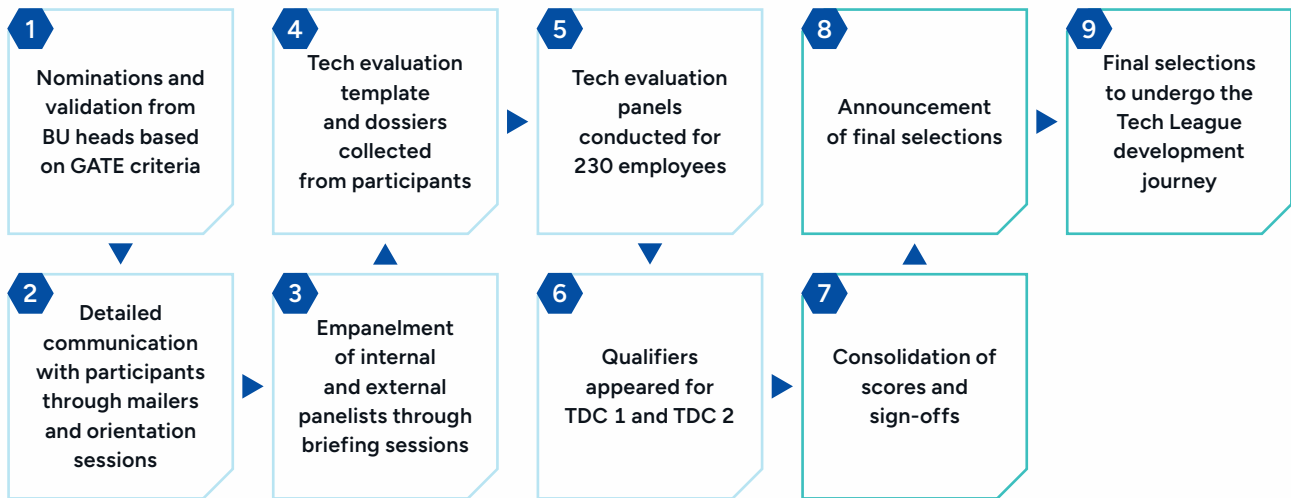 1
Nominations and
validation from
BU heads based
on GATE criteria
2
Detailed
communication
with participants
through mailers
and orientation
sessions
3
Empanelment
of internal
and external
panelists through
briefing sessions
4
Tech evaluation
template
and dossiers
collected
from participants
5
Tech evaluation
panels
conducted for
230 employees
6
Qualifiers
appeared for
TDC 1 and TDC 2
7
Consolidation of
scores and
sign-offs
8
Announcement
of final selections
9
Final selections
to undergo the
Tech League
development
journey